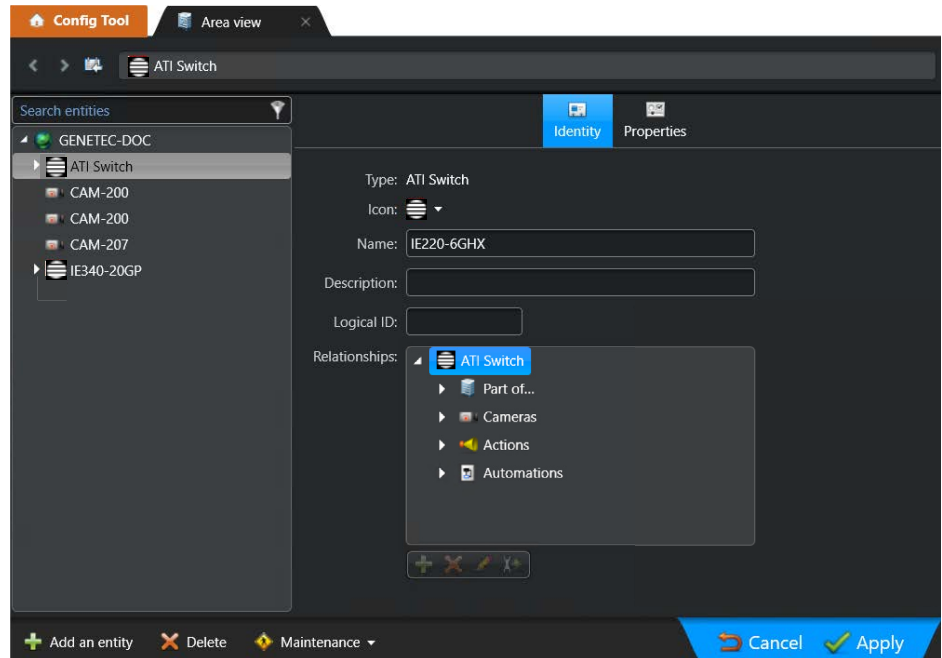 Config Tool
Area view
ATI Switch
Search entities
Identity
Properties
GENETEC-DOC
ATI Switch
CAM-200
CAM-200
CAM-207
IE340-20GP
Type: ATI Switch
Icon:
Name: IE220-6GHX
Description:
Logical ID:
Relationships:
ATI Switch
Part of...
Cameras
Actions
Automations
Add an entity
Delete
Maintenance
Cancel
Apply